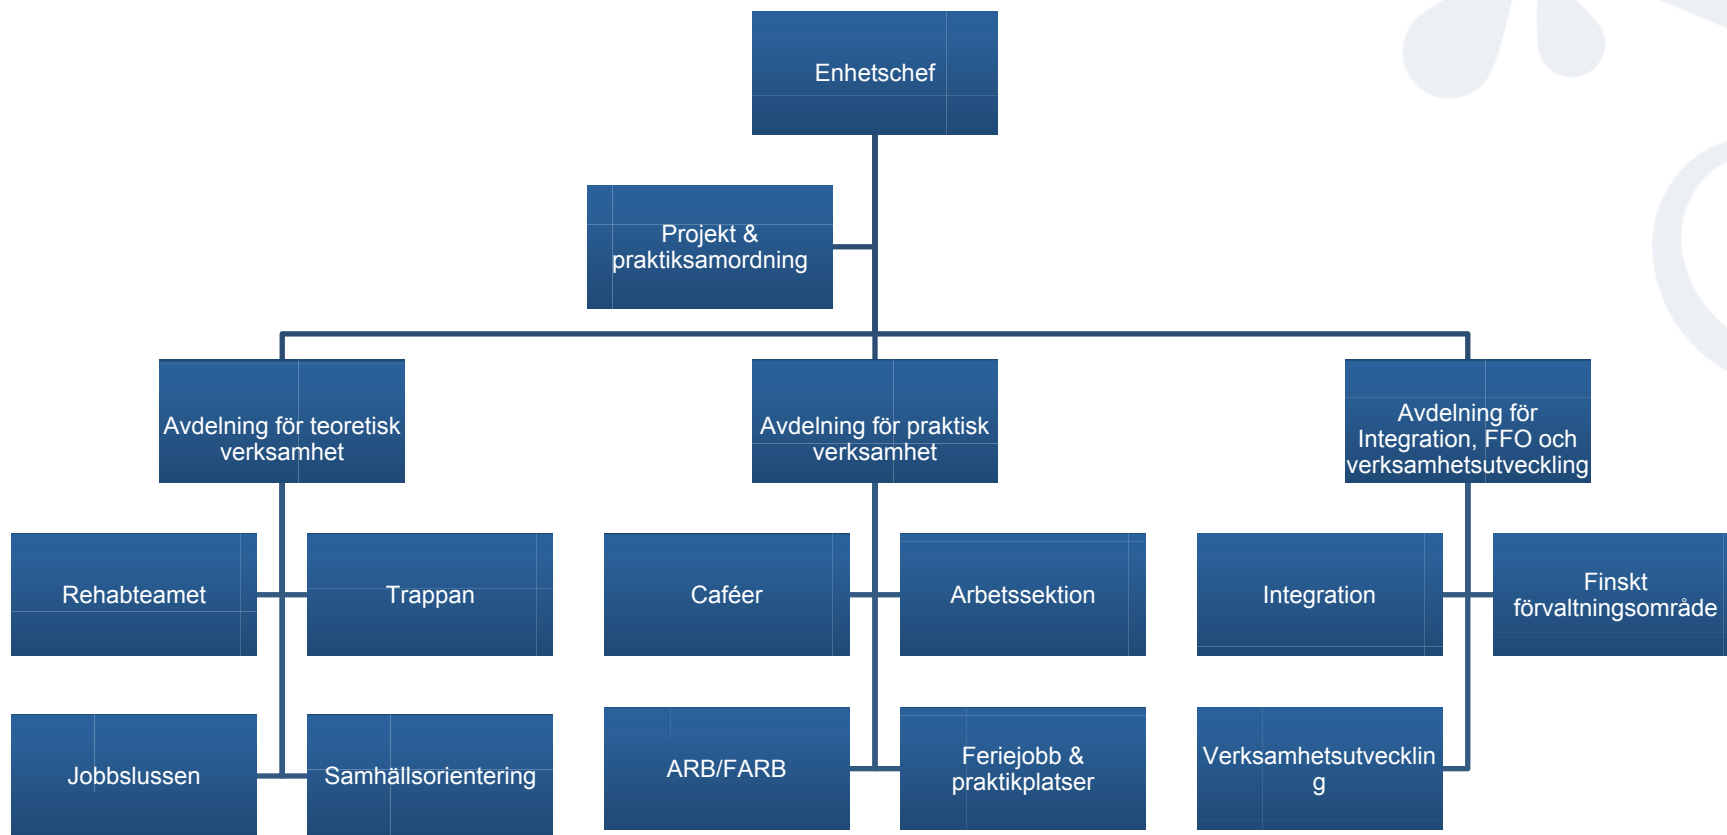 Enhetschef
Projekt &
praktiksamordning
Avdelning för teoretisk
verksamhet
Avdelning för praktisk
verksamhet
Avdelning för
Integration, FFO och
verksamhetsutveckling
Rehabteamet
Trappan
Caféer
Arbetssektion
Integration
Finskt
förvaltningsområde
Jobbslussen
Samhällsorientering
ARB/FARB
Feriejobb &
praktikplatser
Verksamhetsutvecklin
g